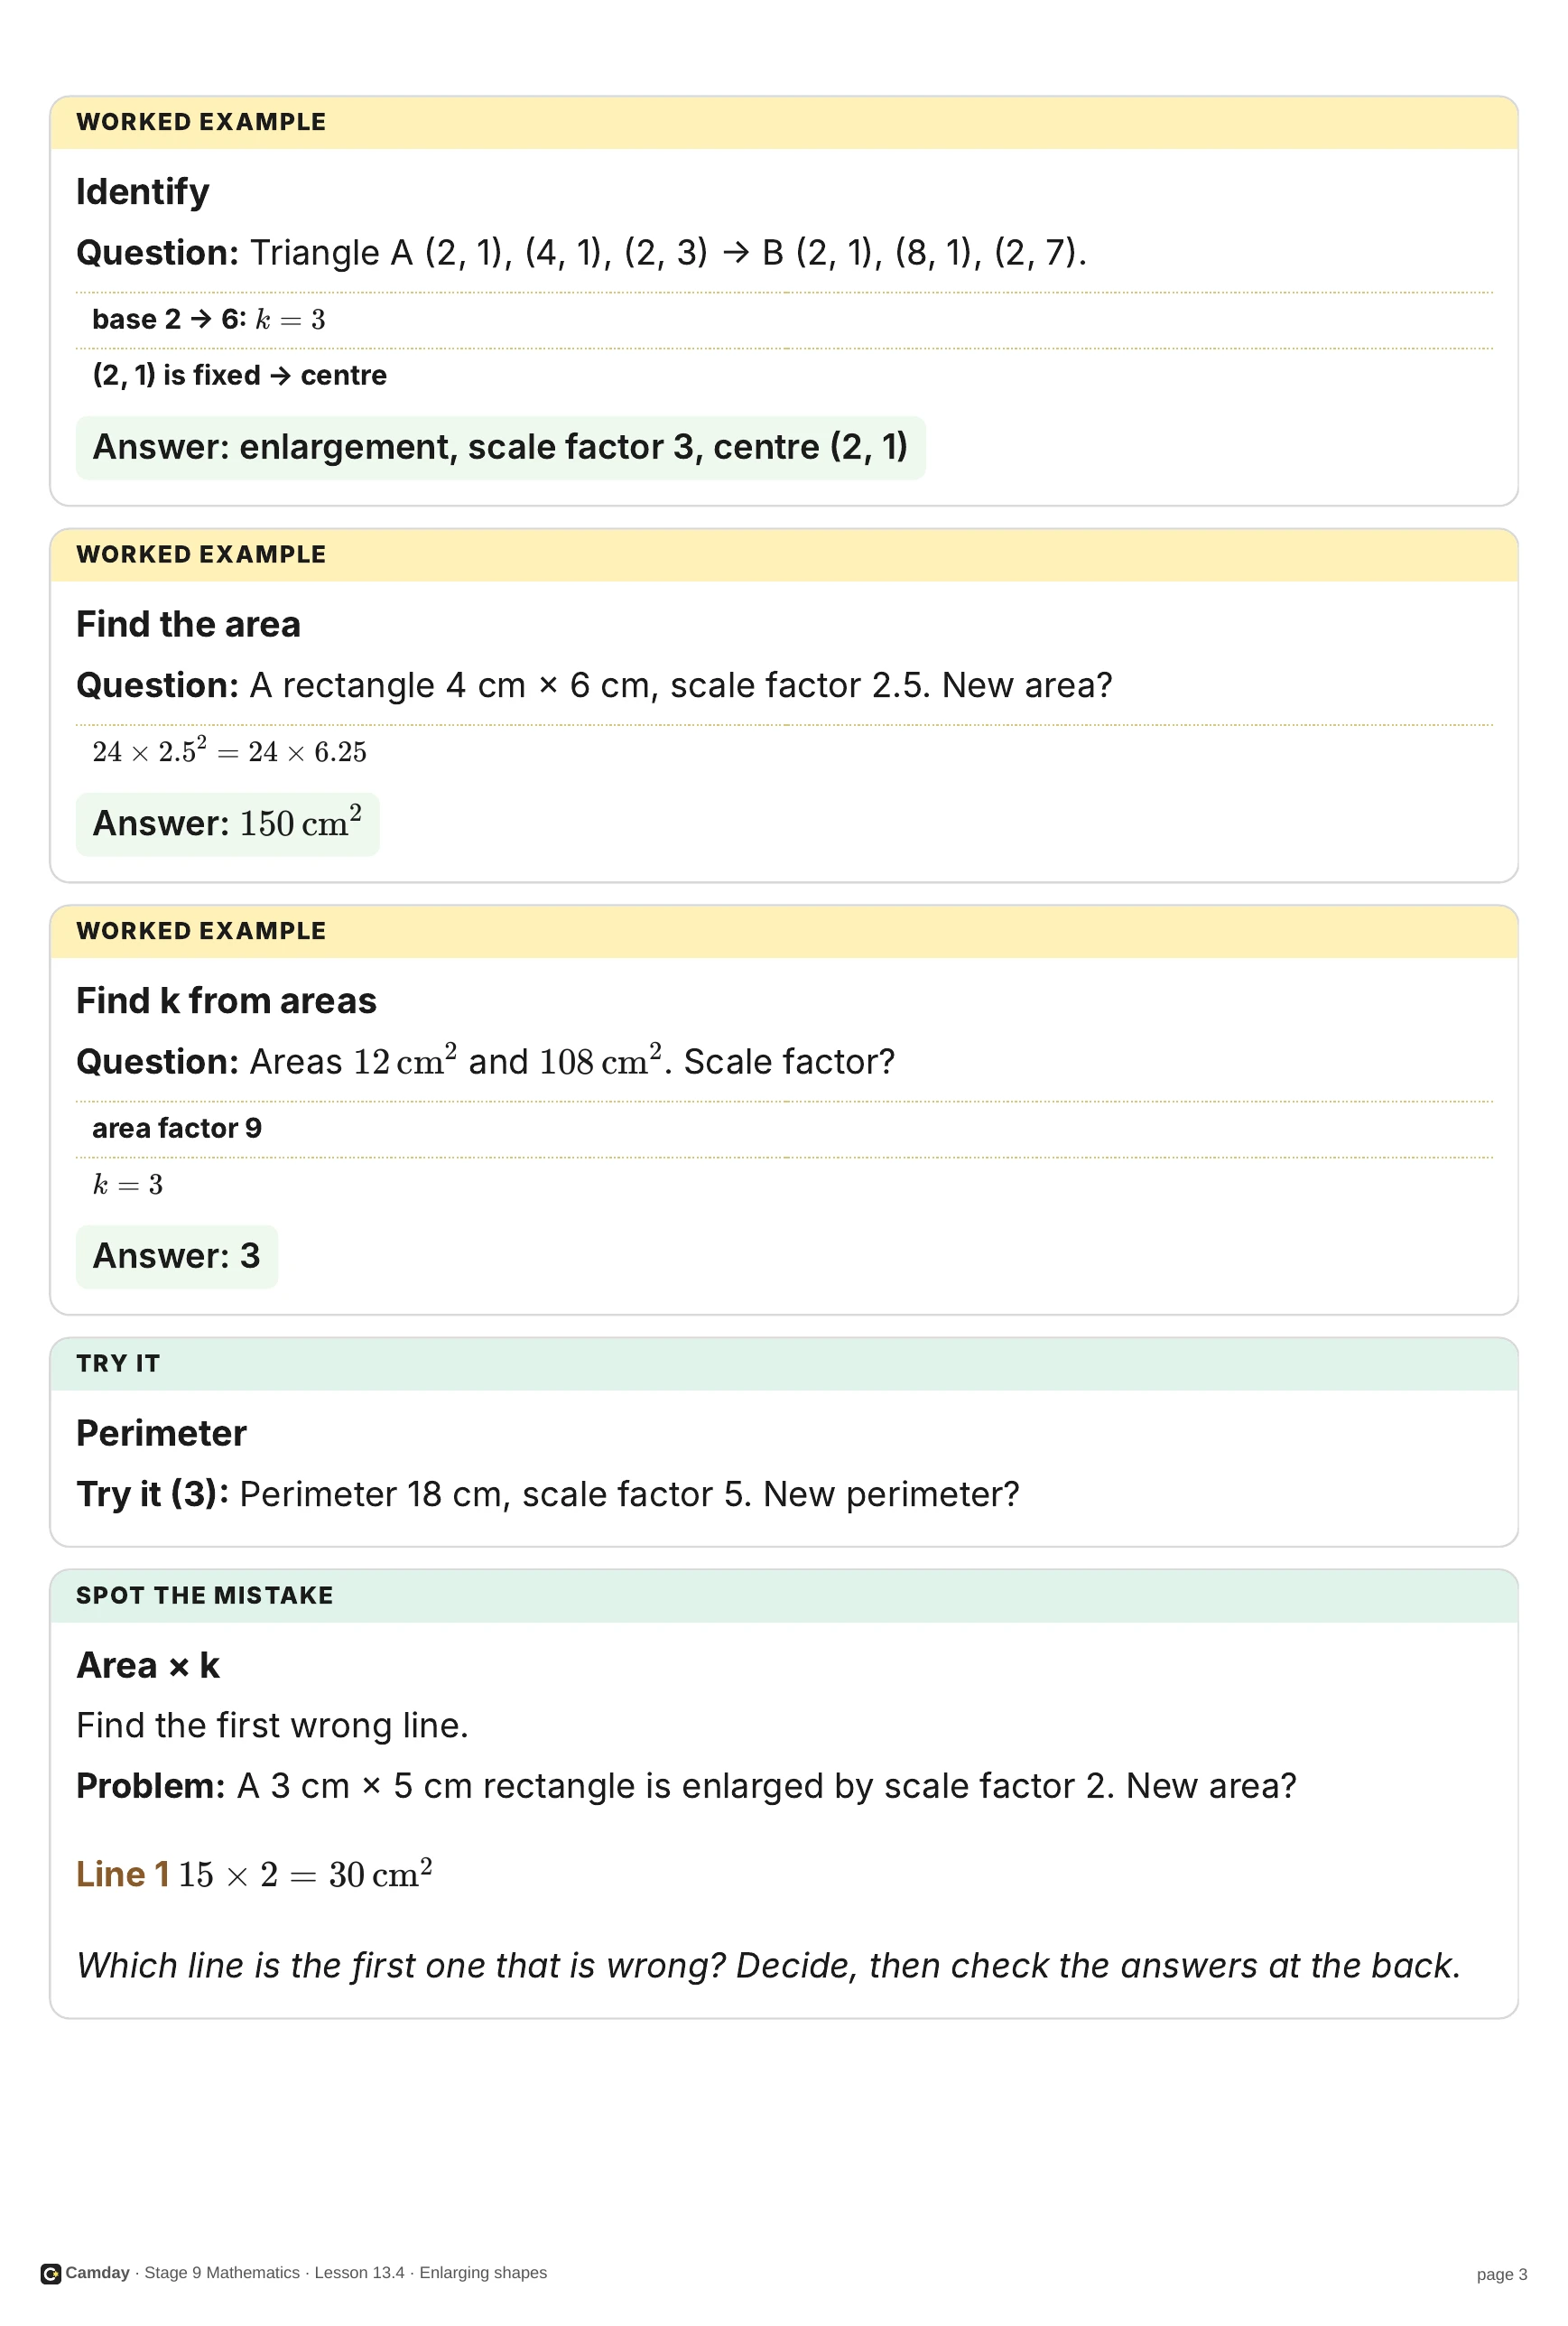 WORKED EXAMPLE
Identify
Question: Triangle A (2, 1), (4, 1), (2, 3) → B (2, 1), (8, 1), (2, 7).
base 2 → 6: k = 3
(2, 1) is fixed → centre
Answer: enlargement, scale factor 3, centre (2, 1)
WORKED EXAMPLE
Find the area
Question: A rectangle 4 cm × 6 cm, scale factor 2.5. New area?
24 × 2.5² = 24 × 6.25
Answer: 150 cm²
WORKED EXAMPLE
Find k from areas
Question: Areas 12 cm² and 108 cm². Scale factor?
area factor 9
k = 3
Answer: 3
TRY IT
Perimeter
Try it (3): Perimeter 18 cm, scale factor 5. New perimeter?
SPOT THE MISTAKE
Area × k
Find the first wrong line.
Problem: A 3 cm × 5 cm rectangle is enlarged by scale factor 2. New area?
Line 1 15 × 2 = 30 cm²
Which line is the first one that is wrong? Decide, then check the answers at the back.
Camday · Stage 9 Mathematics · Lesson 13.4 · Enlarging shapes
page 3